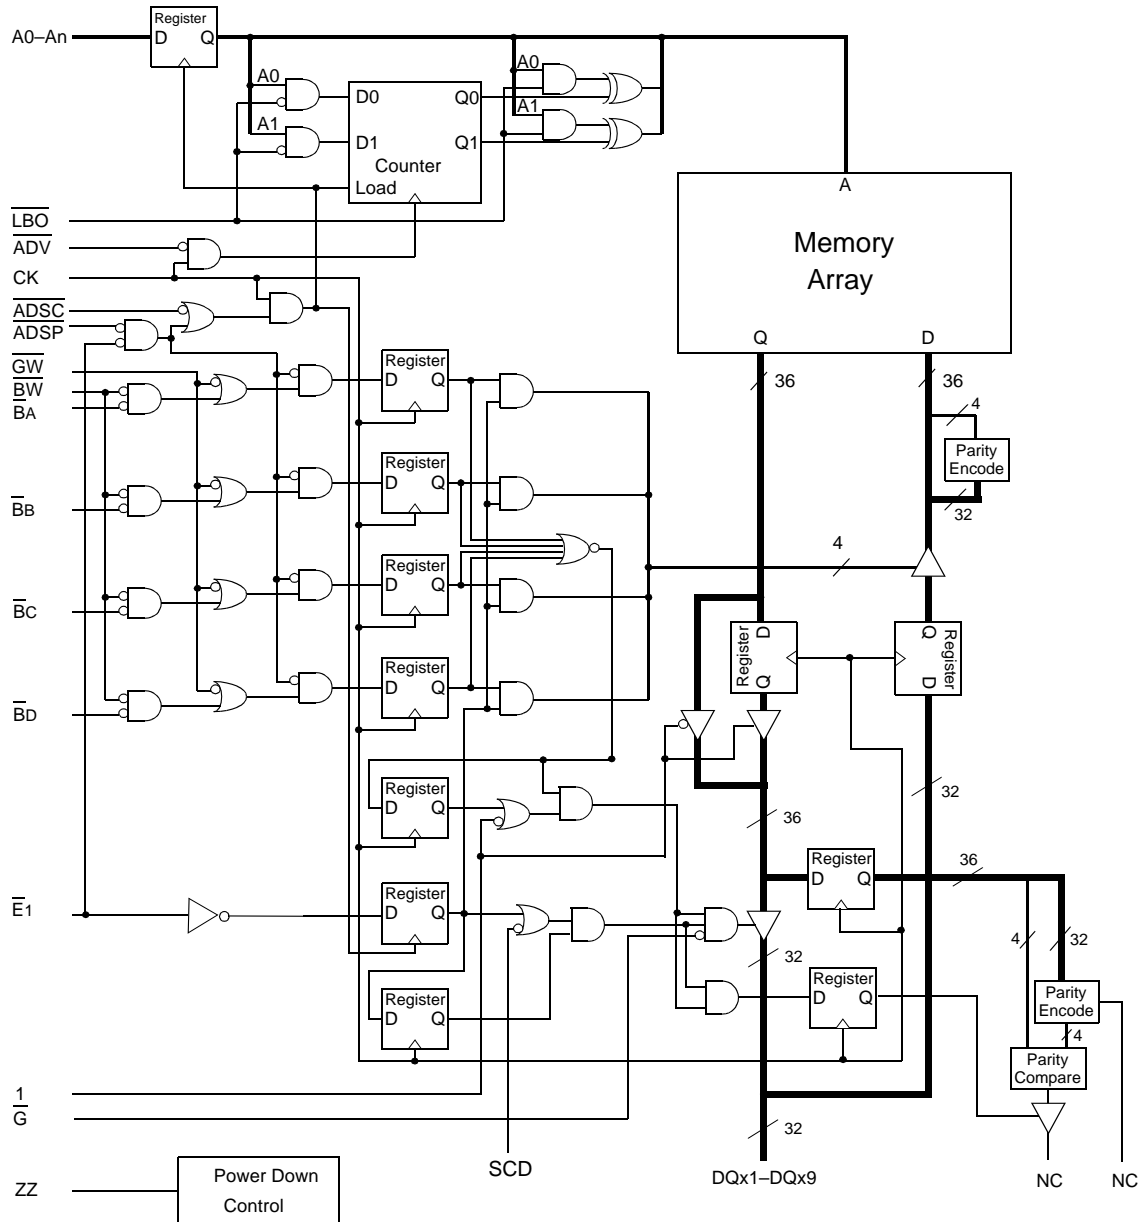 Register
A0–An
D Q
A0
A0
D0 Q0
A1
A1
D1 Q1
Counter
Load
A
LBO
ADV
CK
Memory
Array
ADSC
ADSP
Q D
GW
BW
BA
Register
D Q
36 36
4
Parity
Encode
32
Register
D Q
BB
4
Register
D Q
BC
Register
D
Q
Register
Q
D
Register
D Q
BD
Register
D Q
32
36
Register
D Q
36
E1
Register
D Q
4 32
32
Register
D Q
Register
D Q
Parity
Encode
4
Parity
Compare
1
G
32
SCD
DQx1–DQx9
NC NC
ZZ
Power Down
Control